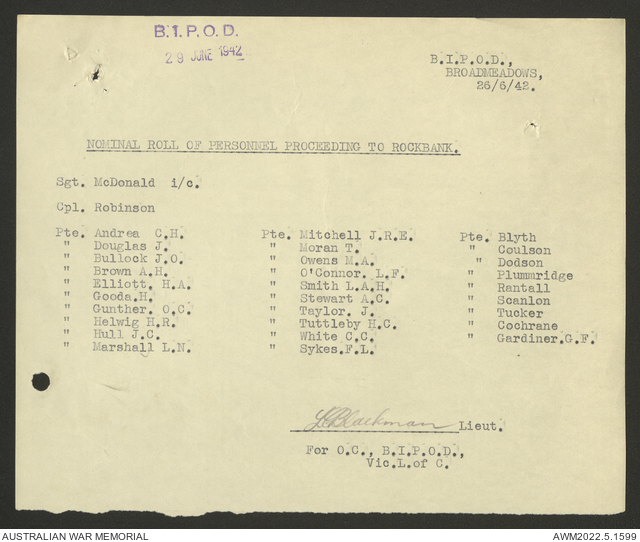 B.I.P.O.D.
29 JUNE 1942
B.I.P.O.D.,
BROADMEADOWS,
26/6/42.
NOMINAL ROLL OF PERSONNEL PROCEEDING TO ROCKBANK.
Sgt. McDonald i/c.
Cpl. Robinson
Pte. Andrea C.H.
" Douglas J.
" Bullock J.O.
" Brown A.H.
" Elliott. H.A.
" Gooda.H.
" Gunther. O.C.
" Helwig H.R.
" Hull J.C.
" Marshall L.N.
Pte. Mitchell J.R.E.
" Moran T.
" Owens M.A.
" O'Connor. L.F.
" Smith L.A.H.
" Stewart A.C.
" Taylor. J.
" Tuttleby H.C.
" White C.C.
" Sykes.F.L.
Pte. Blyth
" Coulson
" Dodson
" Plummridge
" Rantall
" Scanlon
" Tucker
" Cochrane
" Gardiner.G.F.
Blackman Lieut.
For O.C., B.I.P.O.D.,
Vic.L.of C.
AUSTRALIAN WAR MEMORIAL
AWM2022.5.1599